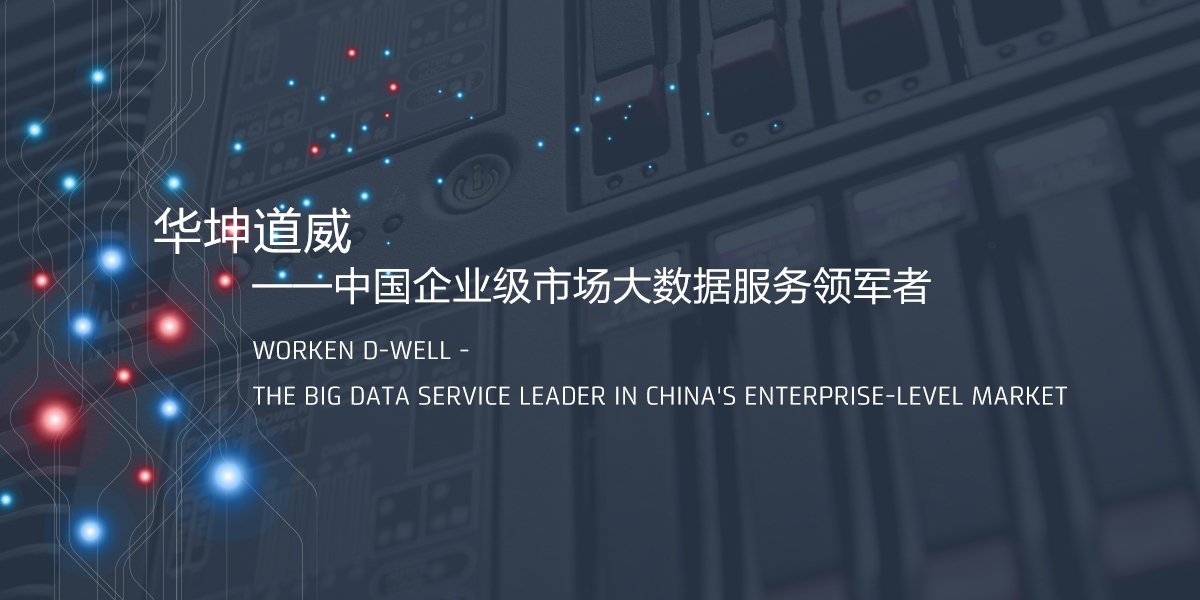 华坤道威
——中国企业级市场大数据服务领军者
WORKEN D-WELL -
THE BIG DATA SERVICE LEADER IN CHINA'S ENTERPRISE-LEVEL MARKET